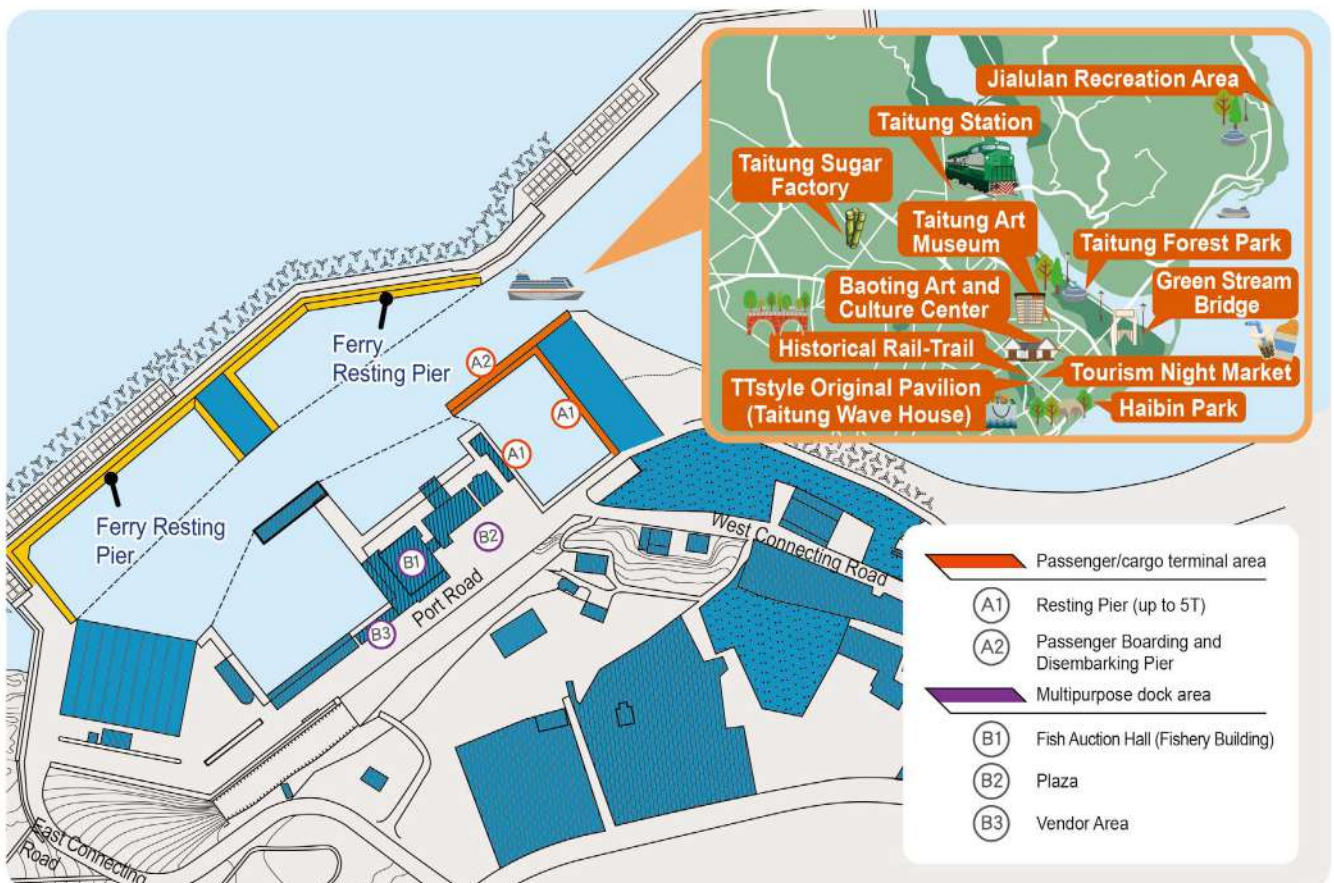 Jialulan Recreation Area
Taitung Station
Taitung Sugar
Factory
Taitung Art
Museum
Taitung Forest Park
Baoting Art and
Culture Center
Green Stream
Bridge
Historical Rail-Trail
Tourism Night Market
TTstyle Original Pavilion
(Taitung Wave House)
Haibin Park
Ferry
Resting Pier
A2
A1
A1
Ferry Resting
Pier
B1
B2
B3
Port Road
West Connecting Road
East Connecting
Road
Passenger/cargo terminal area
A1 Resting Pier (up to 5T)
A2 Passenger Boarding and
Disembarking Pier
Multipurpose dock area
B1 Fish Auction Hall (Fishery Building)
B2 Plaza
B3 Vendor Area